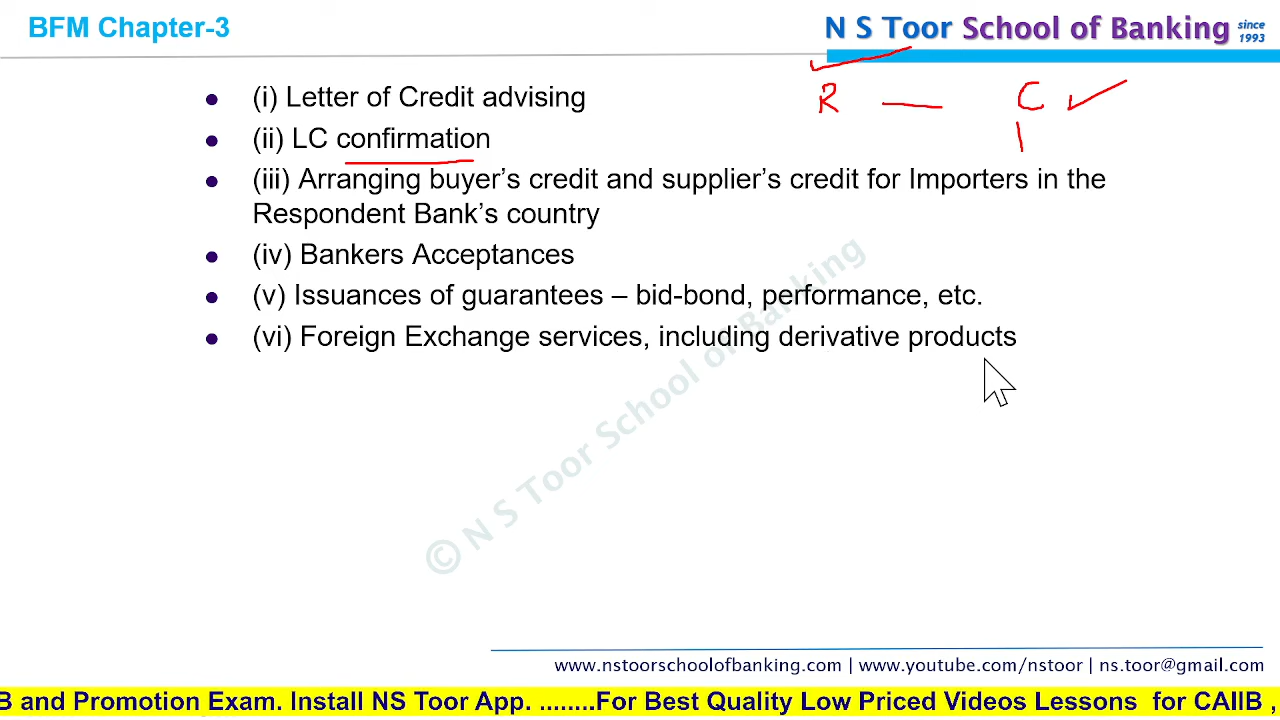 BFM Chapter-3
N S Toor School of Banking since 1993
R — C
(i) Letter of Credit advising
(ii) LC confirmation
(iii) Arranging buyer’s credit and supplier’s credit for Importers in the
Respondent Bank’s country
(iv) Bankers Acceptances
(v) Issuances of guarantees – bid-bond, performance, etc.
(vi) Foreign Exchange services, including derivative products
© N S Toor School of Banking
www.nstoorschoolofbanking.com | www.youtube.com/nstoor | ns.toor@gmail.com
B and Promotion Exam. Install NS Toor App. ........For Best Quality Low Priced Videos Lessons for CAIIB ,